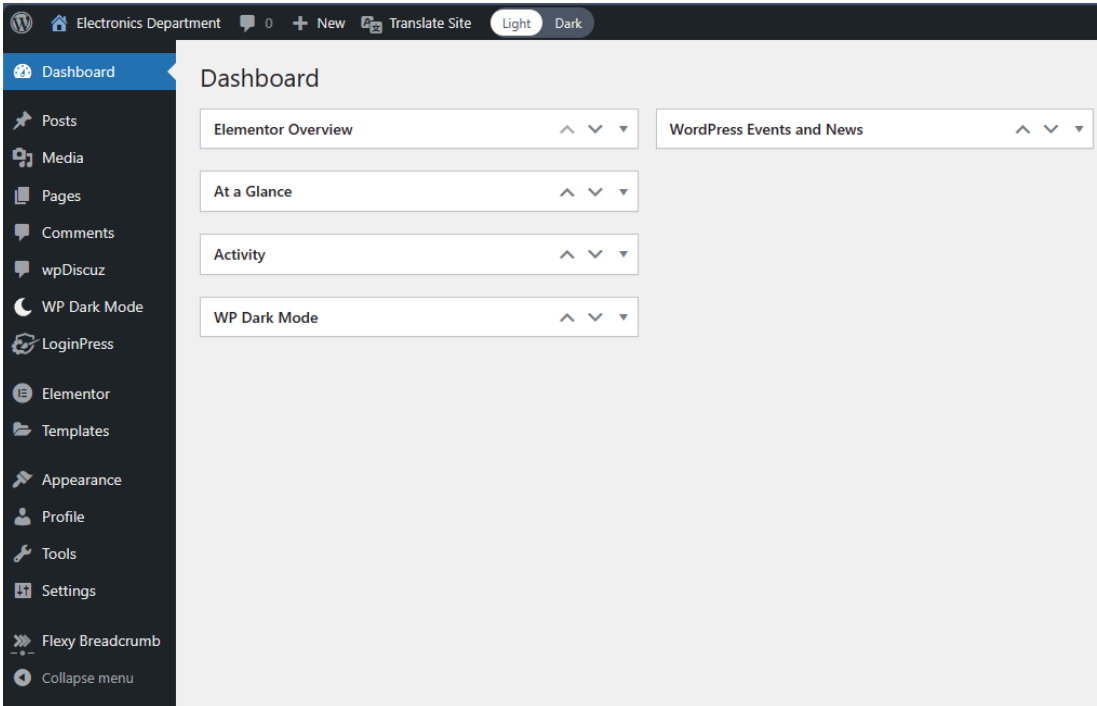 Electronics Department 0 New Translate Site Light Dark
Dashboard
Posts
Media
Pages
Comments
wpDiscuz
WP Dark Mode
LoginPress
Elementor
Templates
Appearance
Profile
Tools
Settings
Flexy Breadcrumb
Collapse menu
Dashboard
Elementor Overview
At a Glance
Activity
WP Dark Mode
WordPress Events and News